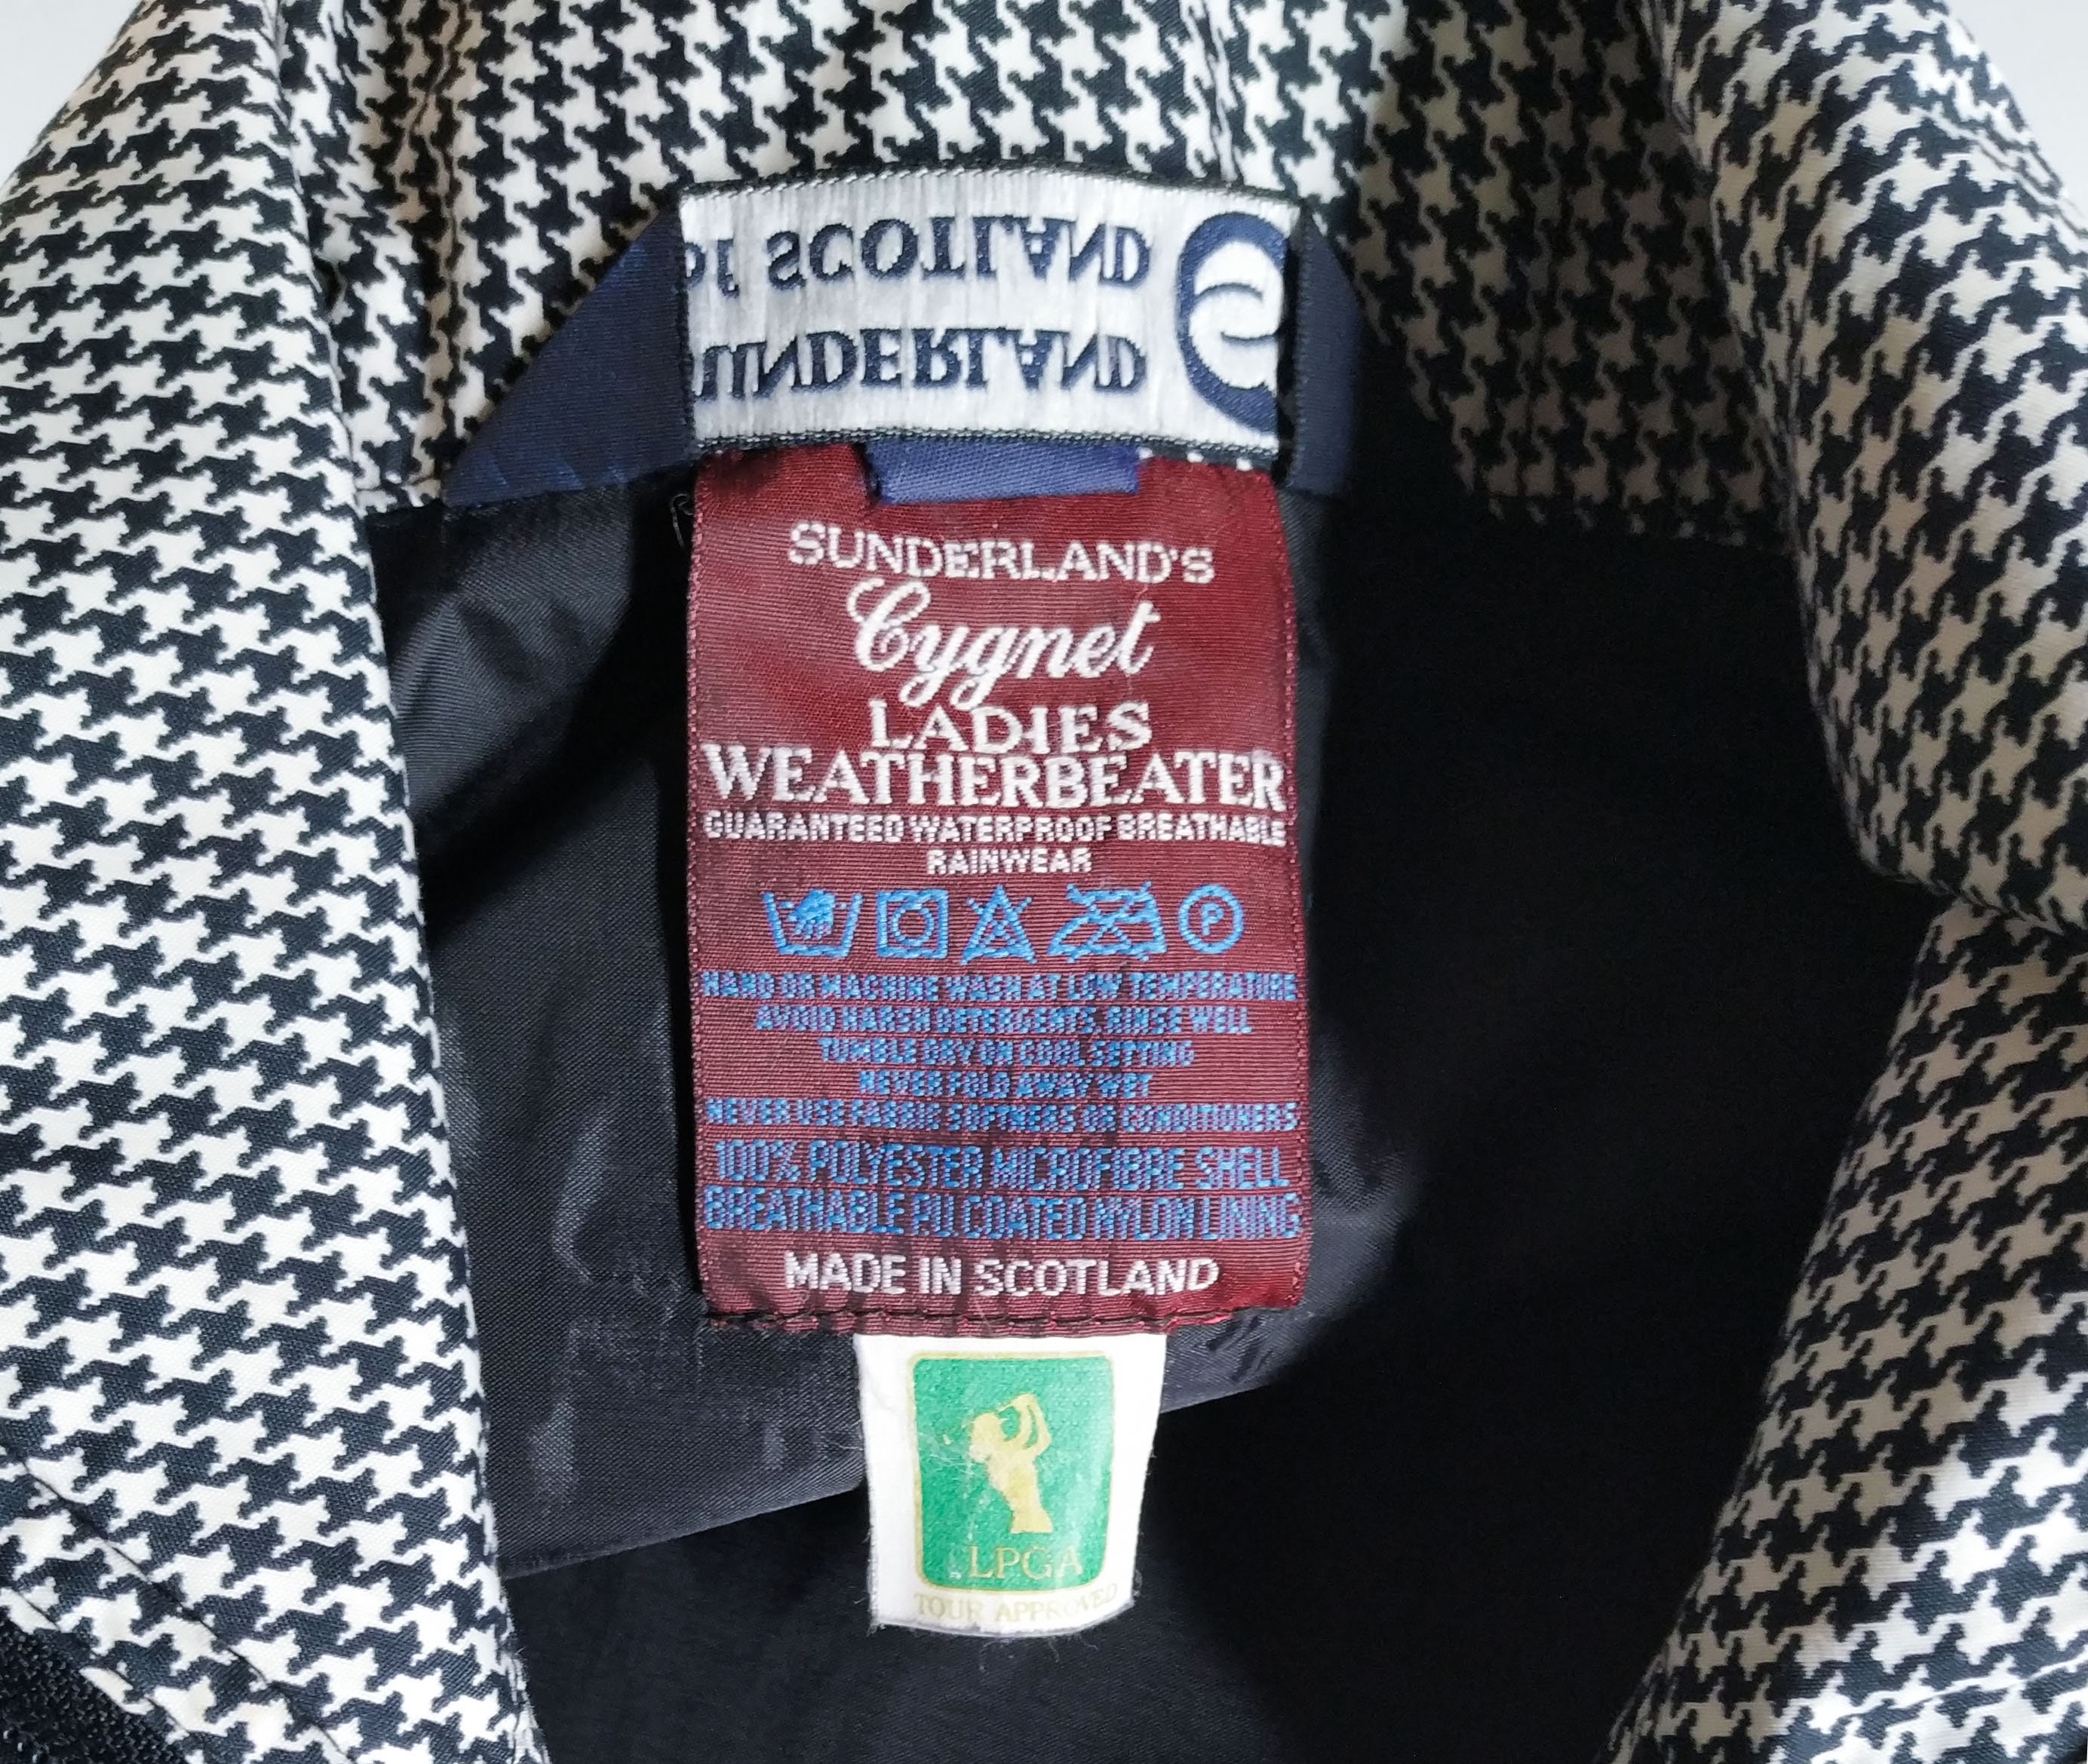 of SCOTLAND
UNDERLAND
SUNDERLAND'S
Cygnet
LADIES
WEATHERBEATER
GUARANTEED WATERPROOF BREATHABLE
RAINWEAR
P
HAND OR MACHINE WASH AT LOW TEMPERATURE
AVOID HARSH DETERGENTS RINSE WELL
TUMBLE DRY ON COOL SETTING
NEVER FOLD AWAY WET
NEVER USE FABRIC SOFTNERS OR CONDITIONERS
100% POLYESTER MICROFIBRE SHELL
BREATHABLE PU COATED NYLON LINING
MADE IN SCOTLAND
LPGA
TOUR APPROVED